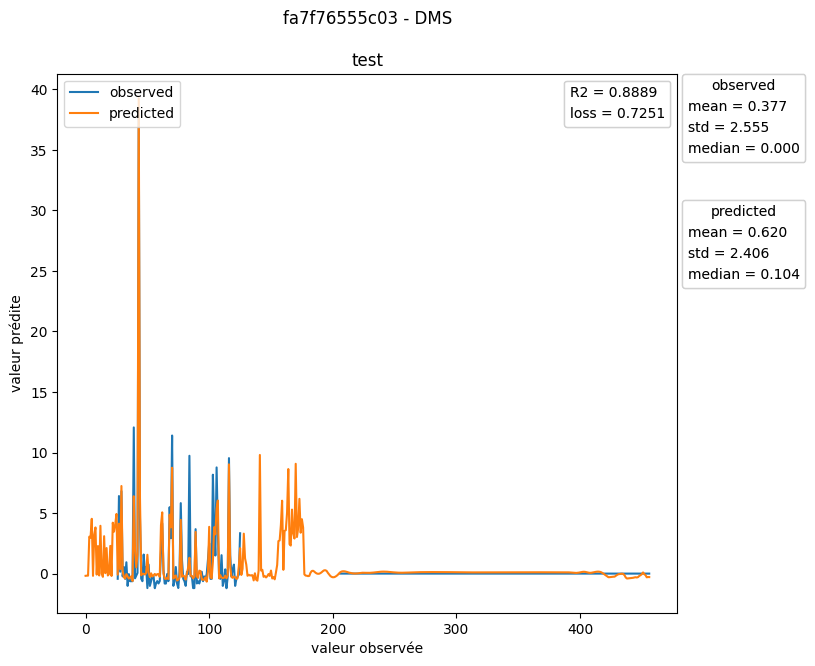 fa7f76555c03 - DMS
test
observed
predicted
R2 = 0.8889
loss = 0.7251
observed
mean = 0.377
std = 2.555
median = 0.000
predicted
mean = 0.620
std = 2.406
median = 0.104
valeur prédite
40
35
30
25
20
15
10
5
0
0 100 200 300 400
valeur observée